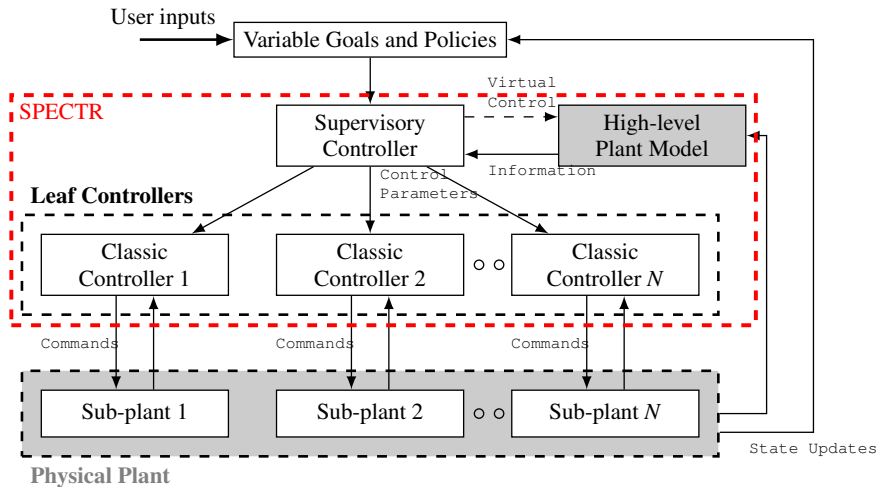 User inputs
Variable Goals and Policies
SPECTR
Virtual
Control
Supervisory
Controller
High-level
Plant Model
Information
Control
Parameters
Leaf Controllers
Classic
Controller 1
Classic
Controller 2
Classic
Controller N
Commands
Commands
Commands
Sub-plant 1
Sub-plant 2
Sub-plant N
State Updates
Physical Plant